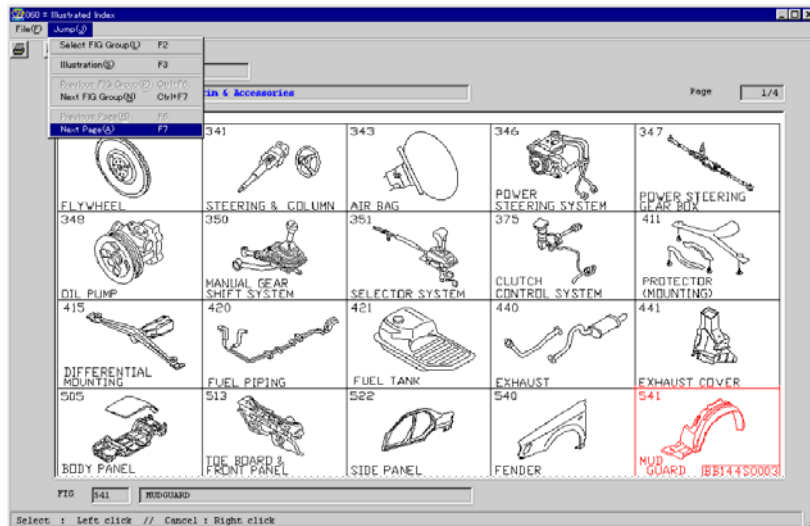 2060 = Illustrated Index
File(F) Jump(J)
Select FIG Group(L) F2
Illustration(S) F3
Previous FIG Group(P) Ctrl+F6
Next FIG Group(N) Ctrl+F7
Previous Page(B) F6
Next Page(A) F7
im & Accessories
Page 1/4
341 343 346 347
FLYWHEEL STEERING & COLUMN AIR BAG POWER STEERING SYSTEM POWER STEERING GEAR BOX
348 350 351 375 411
OIL PUMP MANUAL GEAR SHIFT SYSTEM SELECTOR SYSTEM CLUTCH CONTROL SYSTEM PROTECTOR (MOUNTING)
415 420 421 440 441
DIFFERENTIAL MOUNTING FUEL PIPING FUEL TANK EXHAUST EXHAUST COVER
505 513 522 540 541
BODY PANEL TOE BOARD & FRONT PANEL SIDE PANEL FENDER MUD GUARD BB144S0003
FIG 541 MUDGUARD
Select : Left click // Cancel : Right click